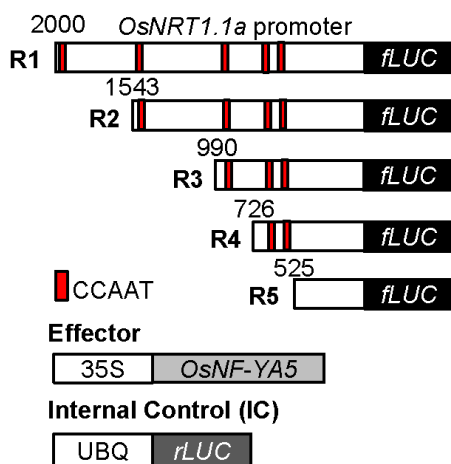 2000 OsNRT1.1a promoter
R1 fLUC
1543
R2 fLUC
990
R3 fLUC
726
R4 fLUC
525
R5 fLUC
CCAAT
Effector
35S OsNF-YA5
Internal Control (IC)
UBQ rLUC